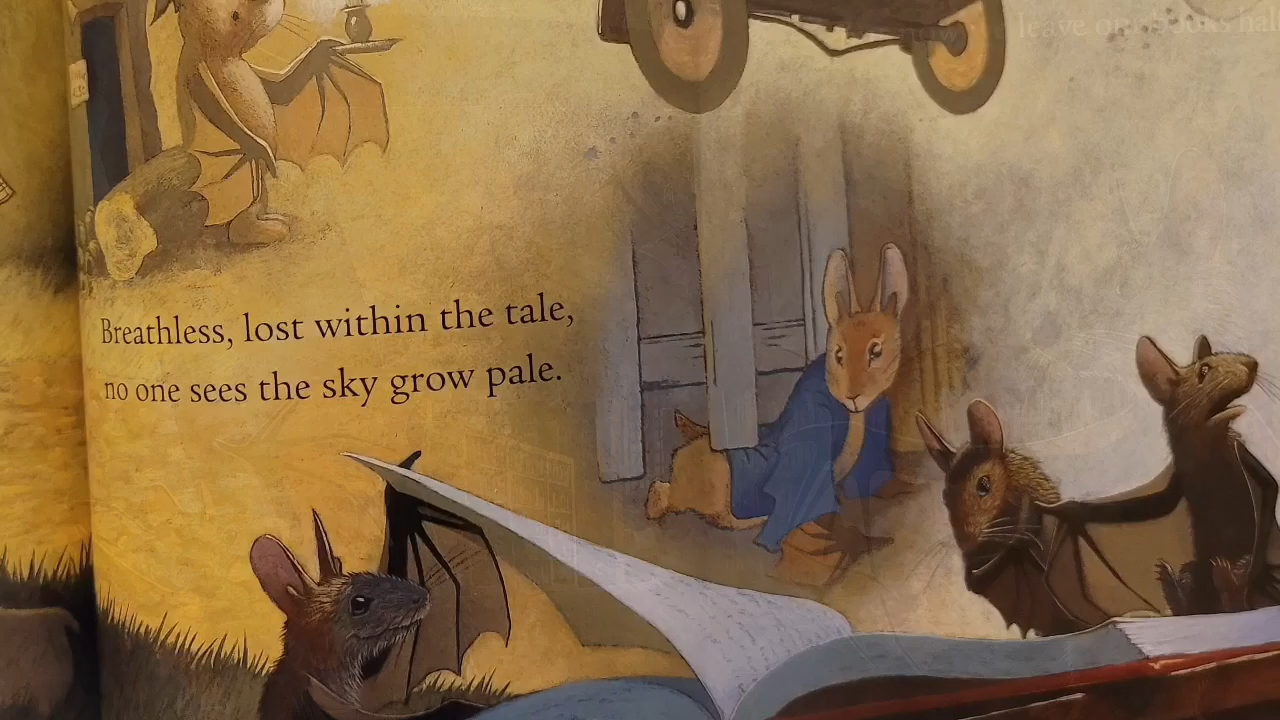 Breathless, lost within the tale,
no one sees the sky grow pale.